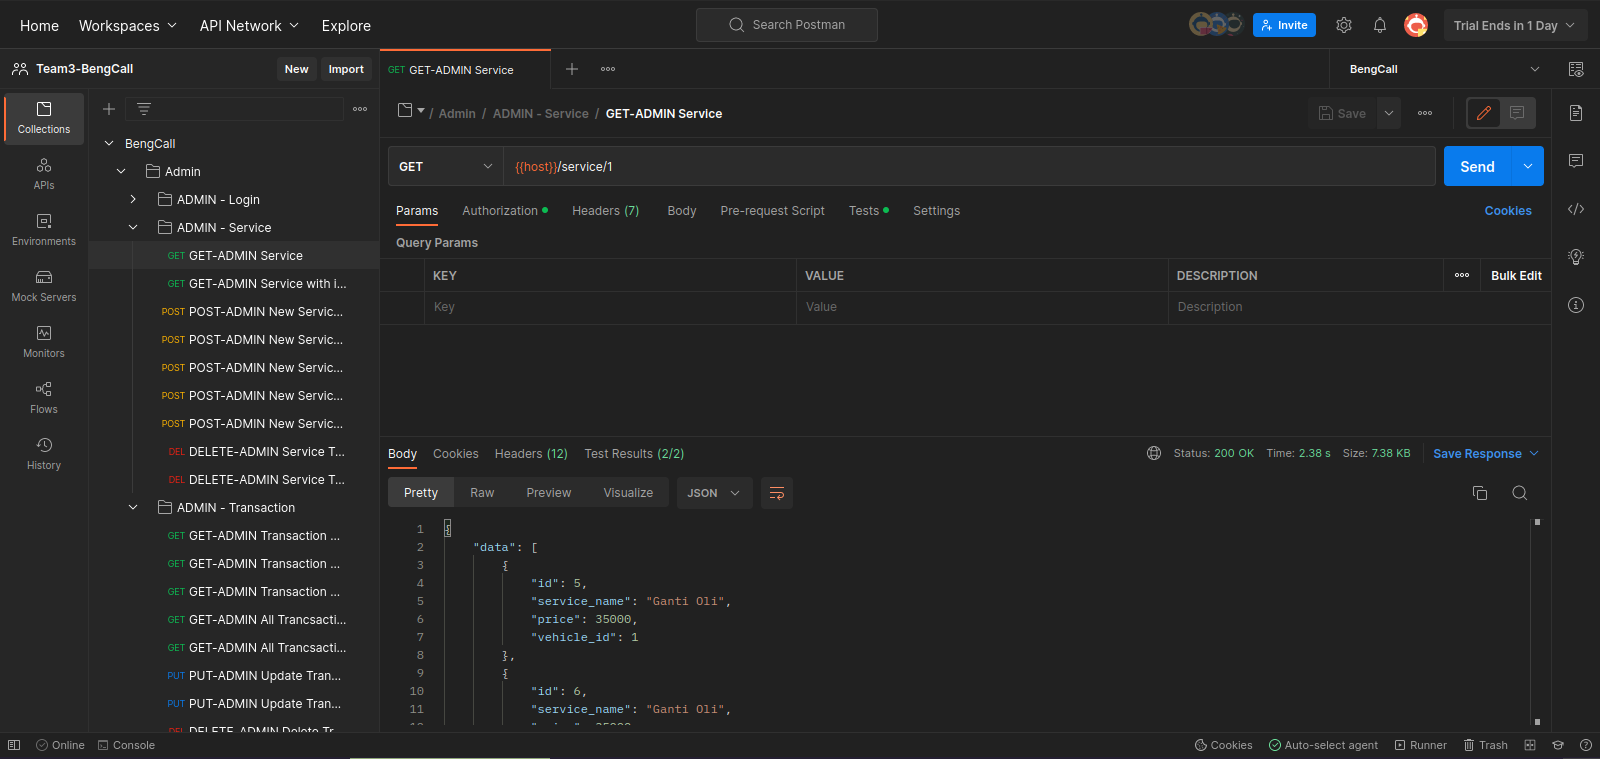 Home Workspaces API Network Explore Search Postman Invite Trial Ends in 1 Day
Team3-BengCall New Import GET GET-ADMIN Service BengCall
Collections
APIs
Environments
Mock Servers
Monitors
Flows
History
BengCall
Admin
ADMIN - Login
ADMIN - Service
GET GET-ADMIN Service
GET GET-ADMIN Service with i...
POST POST-ADMIN New Servic...
POST POST-ADMIN New Servic...
POST POST-ADMIN New Servic...
POST POST-ADMIN New Servic...
POST POST-ADMIN New Servic...
DEL DELETE-ADMIN Service T...
DEL DELETE-ADMIN Service T...
ADMIN - Transaction
GET GET-ADMIN Transaction ...
GET GET-ADMIN Transaction ...
GET GET-ADMIN Transaction ...
GET GET-ADMIN All Trancsacti...
GET GET-ADMIN All Trancsacti...
PUT PUT-ADMIN Update Tran...
PUT PUT-ADMIN Update Tran...
DEL DELETE-ADMIN Delete Tr...
/ Admin / ADMIN - Service / GET-ADMIN Service Save
GET {{host}}/service/1 Send
Params Authorization Headers (7) Body Pre-request Script Tests Settings Cookies
Query Params
KEY VALUE DESCRIPTION Bulk Edit
Key Value Description
Body Cookies Headers (12) Test Results (2/2) Status: 200 OK Time: 2.38 s Size: 7.38 KB Save Response
Pretty Raw Preview Visualize JSON
1 {
2 "data": [
3 {
4 "id": 5,
5 "service_name": "Ganti Oli",
6 "price": 35000,
7 "vehicle_id": 1
8 },
9 {
10 "id": 6,
11 "service_name": "Ganti Oli",
12 "price": 35000,
Online Console Cookies Auto-select agent Runner Trash